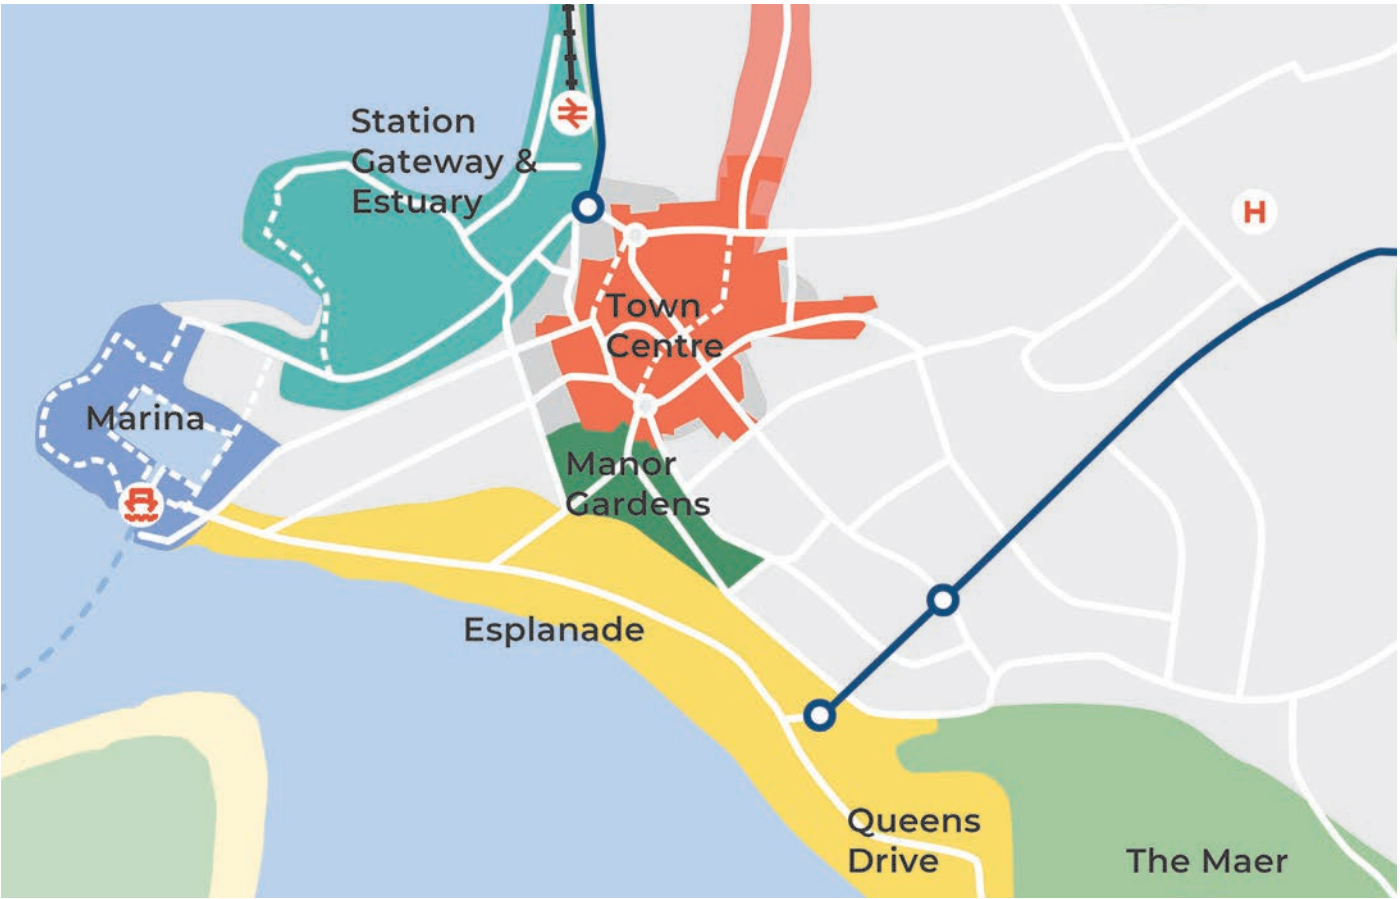 Station
Gateway &
Estuary
H
Town
Centre
Marina
Manor
Gardens
Esplanade
Queens
Drive
The Maer